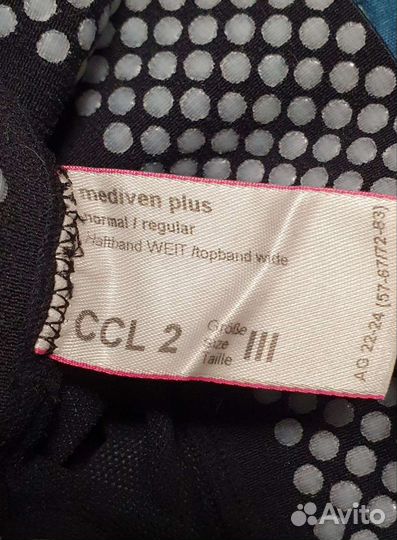 mediven plus
normal / regular
Haftband WEIT /topband wide
CCL 2
Größe
Size
Taille
III
AG 22-24 (57-67/72-83)
Avito